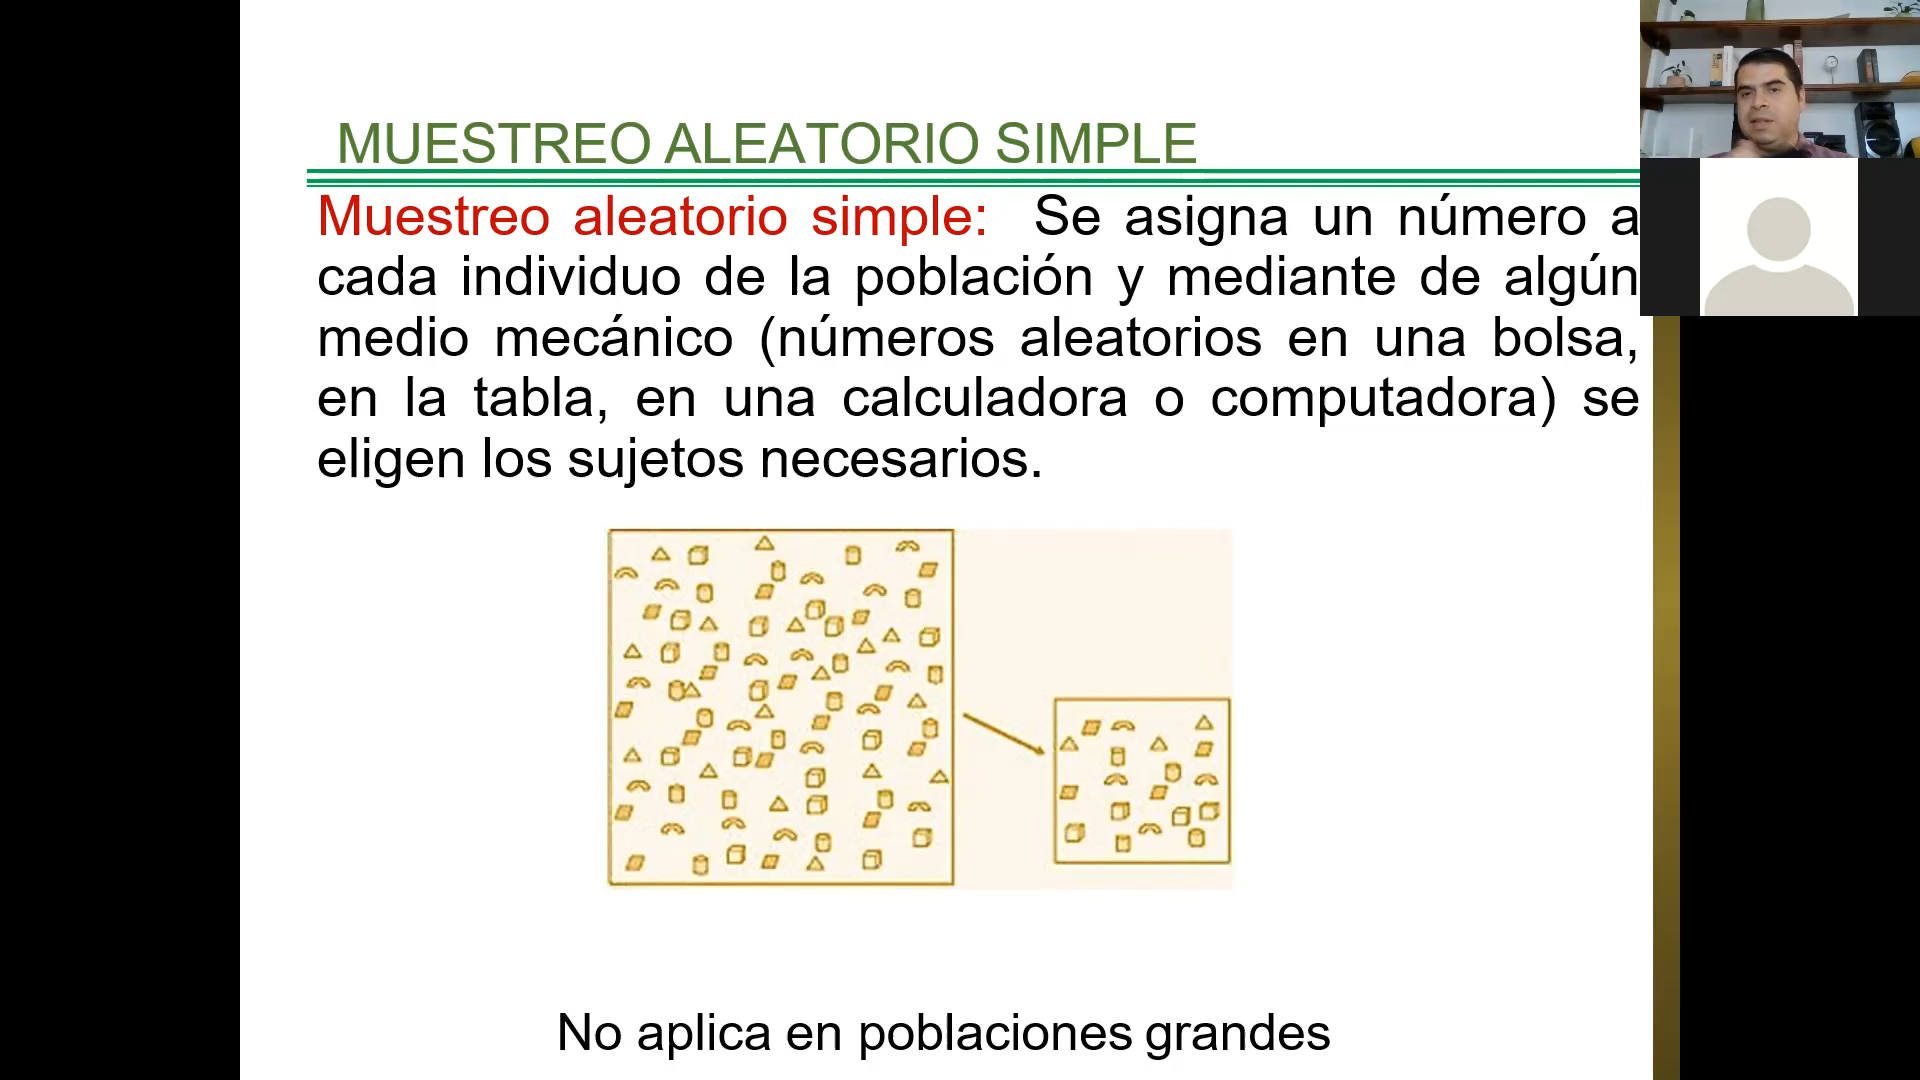 MUESTREO ALEATORIO SIMPLE
Muestreo aleatorio simple: Se asigna un número a
cada individuo de la población y mediante de algún
medio mecánico (números aleatorios en una bolsa,
en la tabla, en una calculadora o computadora) se
eligen los sujetos necesarios.
No aplica en poblaciones grandes